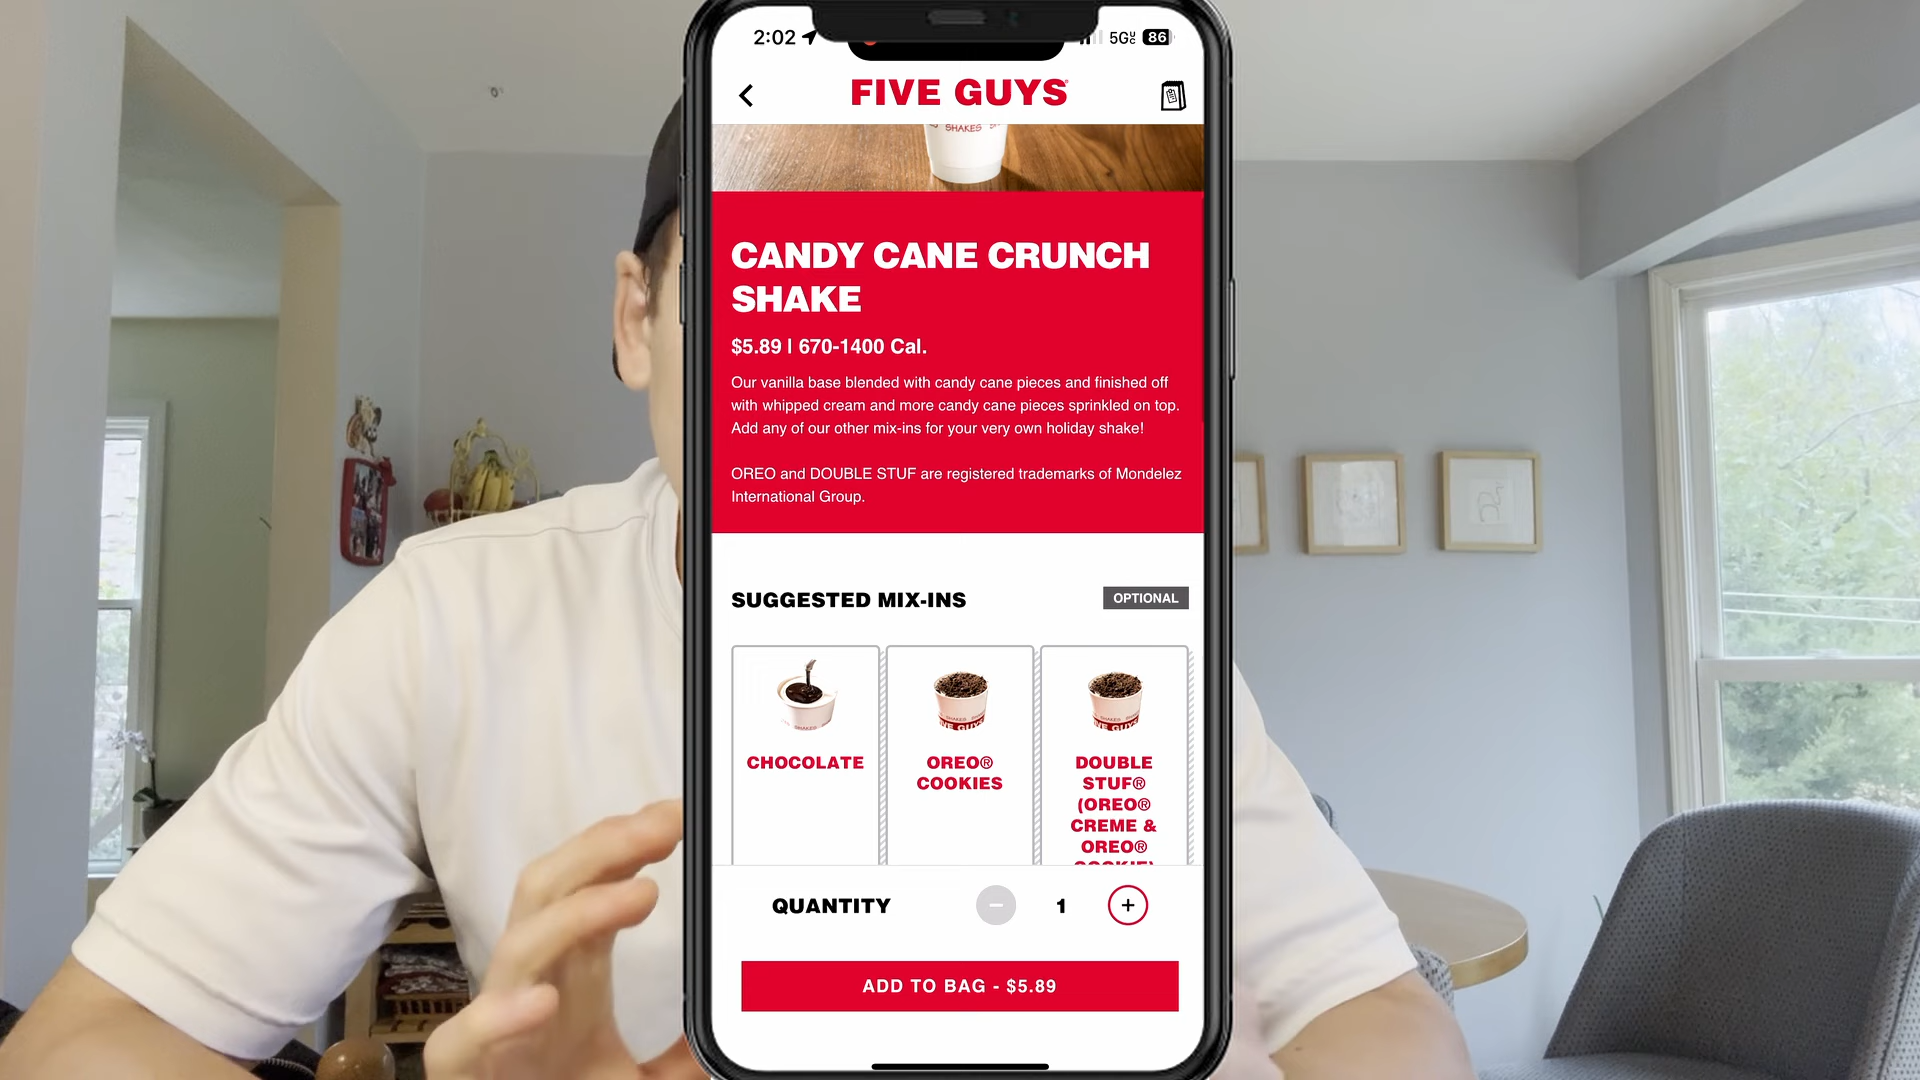 2:02
5G
86
FIVE GUYS
SHAKES
CANDY CANE CRUNCH
SHAKE
$5.89 | 670-1400 Cal.
Our vanilla base blended with candy cane pieces and finished off
with whipped cream and more candy cane pieces sprinkled on top.
Add any of our other mix-ins for your very own holiday shake!
OREO and DOUBLE STUF are registered trademarks of Mondelez
International Group.
SUGGESTED MIX-INS
OPTIONAL
CHOCOLATE
OREO®
COOKIES
DOUBLE
STUF®
(OREO®
CREME &
OREO®
COOKIE)
QUANTITY
1
ADD TO BAG - $5.89